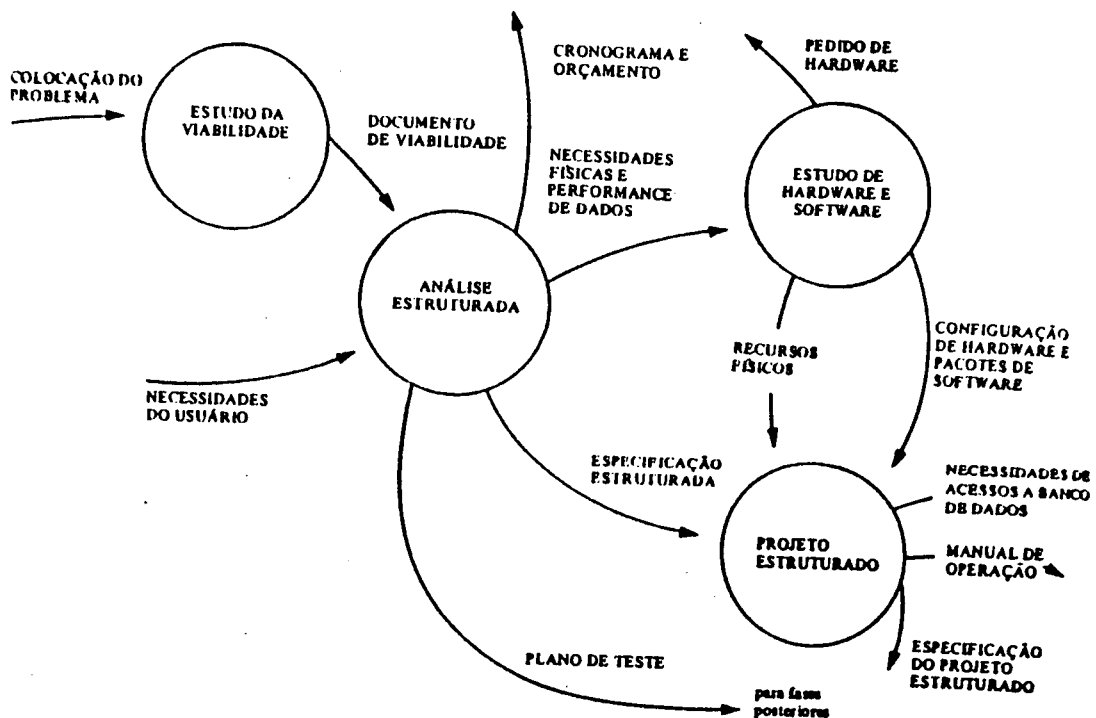 COLOCAÇÃO DO
PROBLEMA
ESTUDO DA
VIABILIDADE
DOCUMENTO
DE VIABILIDADE
CRONOGRAMA E
ORÇAMENTO
PEDIDO DE
HARDWARE
NECESSIDADES
FÍSICAS E
PERFORMANCE
DE DADOS
ESTUDO DE
HARDWARE E
SOFTWARE
ANÁLISE
ESTRUTURADA
RECURSOS
FÍSICOS
CONFIGURAÇÃO
DE HARDWARE E
PACOTES DE
SOFTWARE
NECESSIDADES
DO USUÁRIO
ESPECIFICAÇÃO
ESTRUTURADA
NECESSIDADES DE
ACESSOS A BANCO
DE DADOS
PROJETO
ESTRUTURADO
MANUAL DE
OPERAÇÃO
ESPECIFICAÇÃO
DO PROJETO
ESTRUTURADO
PLANO DE TESTE
para fases
posteriores